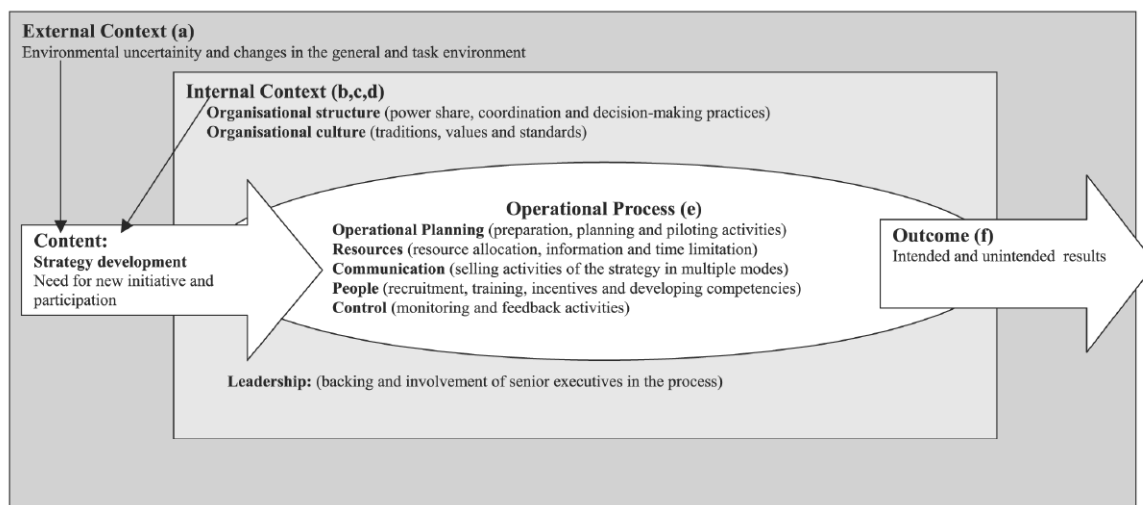 External Context (a)
Environmental uncertainity and changes in the general and task environment
Internal Context (b,c,d)
Organisational structure (power share, coordination and decision-making practices)
Organisational culture (traditions, values and standards)
Content:
Strategy development
Need for new initiative and
participation
Operational Process (e)
Operational Planning (preparation, planning and piloting activities)
Resources (resource allocation, information and time limitation)
Communication (selling activities of the strategy in multiple modes)
People (recruitment, training, incentives and developing competencies)
Control (monitoring and feedback activities)
Outcome (f)
Intended and unintended results
Leadership: (backing and involvement of senior executives in the process)